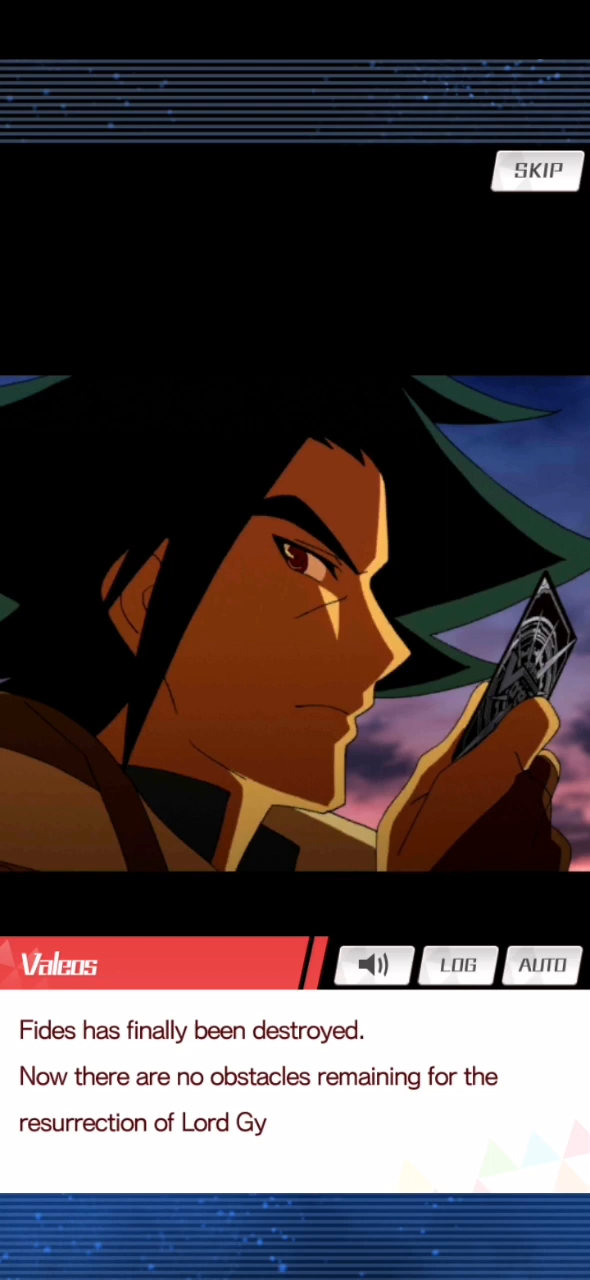 SKIP
Valeos
LOG
AUTO
Fides has finally been destroyed.
Now there are no obstacles remaining for the
resurrection of Lord Gy